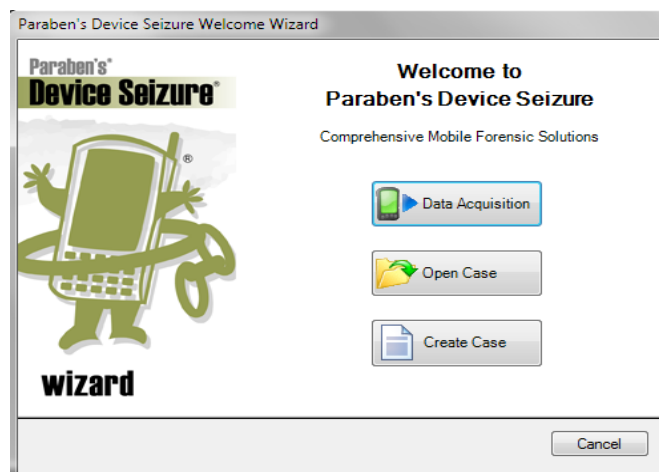 Paraben's Device Seizure Welcome Wizard
Paraben's®
Device Seizure®
®
wizard
Welcome to
Paraben's Device Seizure
Comprehensive Mobile Forensic Solutions
Data Acquisition
Open Case
Create Case
Cancel